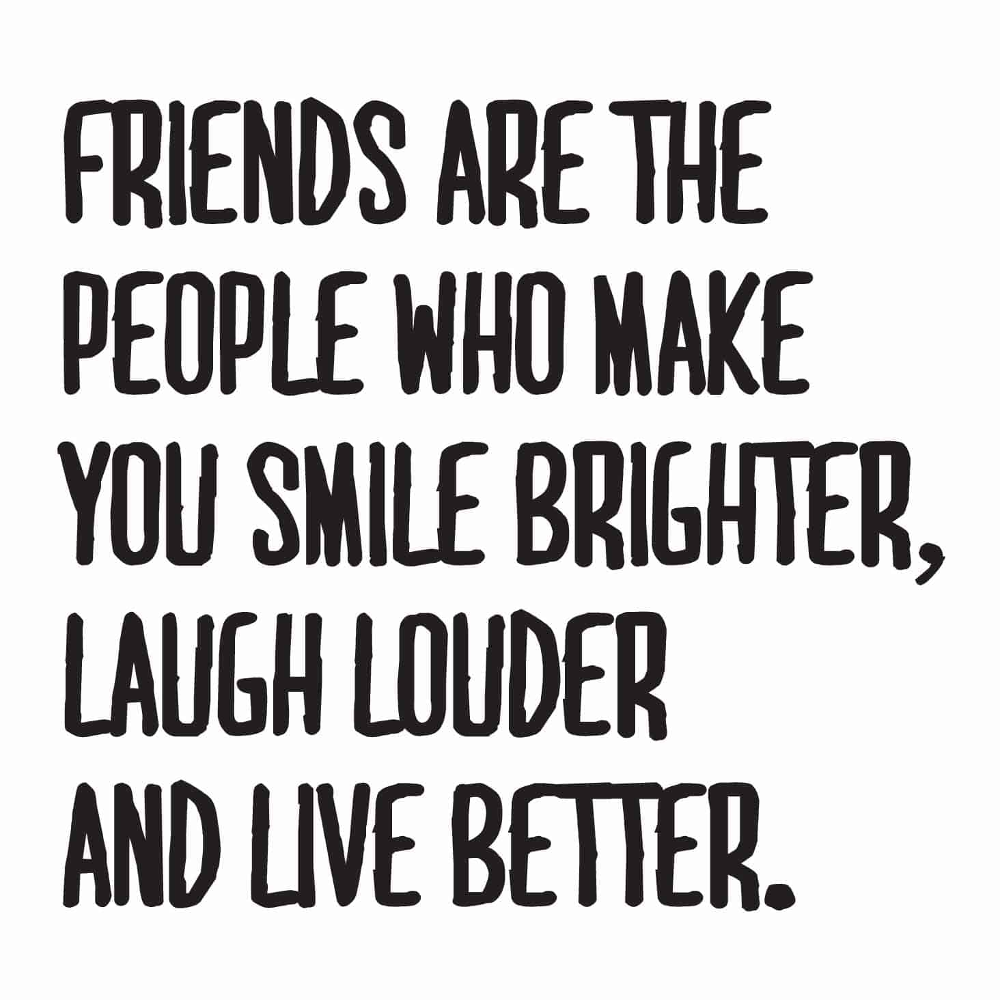 FRIENDS ARE THE
PEOPLE WHO MAKE
YOU SMILE BRIGHTER,
LAUGH LOUDER
AND LIVE BETTER.